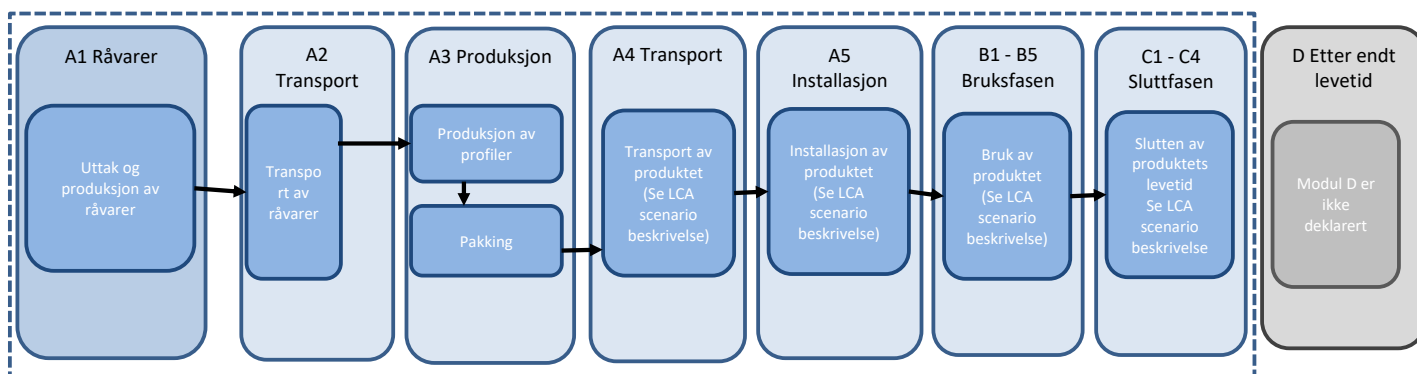 A1 Råvarer
Uttak og
produksjon av
råvarer
A2
Transport
Transpo
rt av
råvarer
A3 Produksjon
Produksjon av
profiler
Pakking
A4 Transport
Transport av
produktet
(Se LCA
scenario
beskrivelse)
A5
Installasjon
Installasjon av
produktet
(Se LCA
scenario
beskrivelse)
B1 - B5
Bruksfasen
Bruk av
produktet
(Se LCA
scenario
beskrivelse)
C1 - C4
Sluttfasen
Slutten av
produktets
levetid
Se LCA
scenario
beskrivelse
D Etter endt
levetid
Modul D er
ikke
deklarert